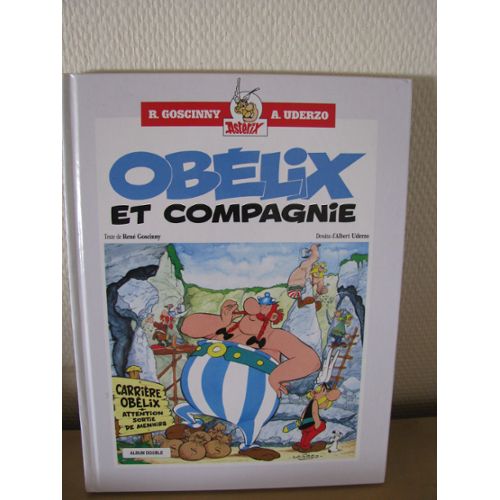 R. GOSCINNY A. UDERZO
Astérix
OBÉLIX
ET COMPAGNIE
Texte de René Goscinny Dessins d'Albert Uderzo
CARRIÈRE
OBÉLIX
ATTENTION
SORTIE
DE MENHIRS
ALBUM DOUBLE